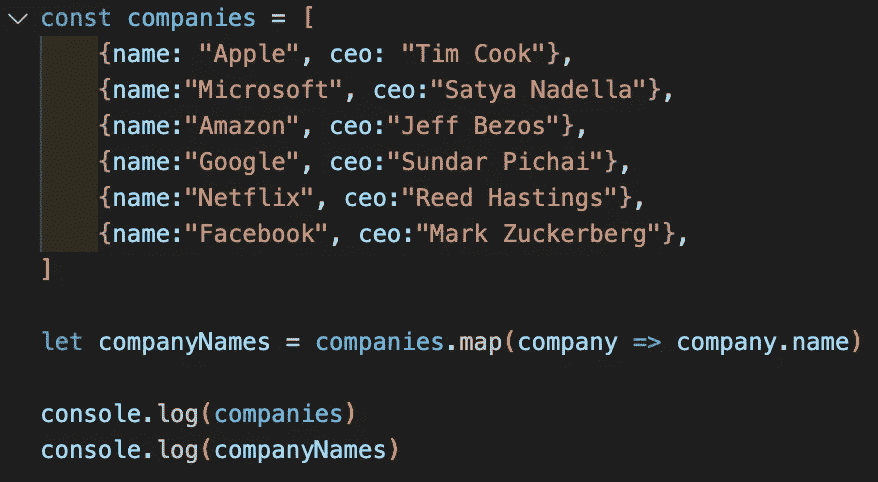 const companies = [
    {name: "Apple", ceo: "Tim Cook"},
    {name:"Microsoft", ceo:"Satya Nadella"},
    {name:"Amazon", ceo:"Jeff Bezos"},
    {name:"Google", ceo:"Sundar Pichai"},
    {name:"Netflix", ceo:"Reed Hastings"},
    {name:"Facebook", ceo:"Mark Zuckerberg"},
]
let companyNames = companies.map(company => company.name)
console.log(companies)
console.log(companyNames)